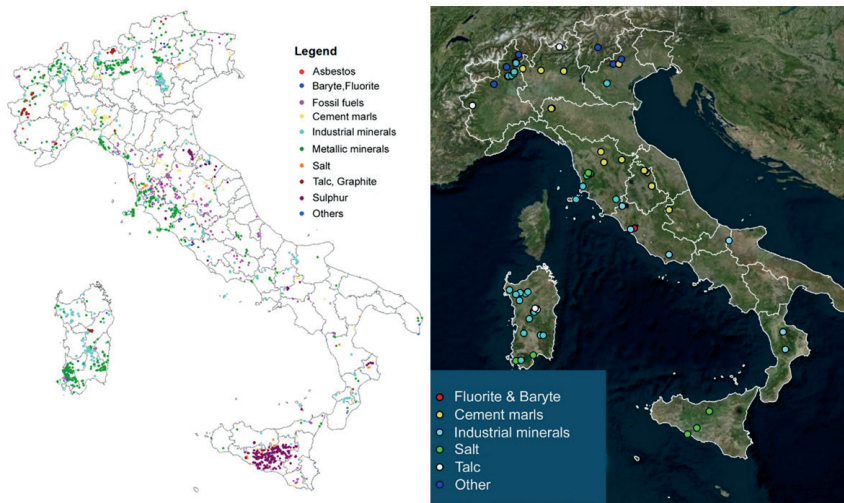 Legend
Asbestos
Baryte,Fluorite
Fossil fuels
Cement marls
Industrial minerals
Metallic minerals
Salt
Talc, Graphite
Sulphur
Others
Fluorite & Baryte
Cement marls
Industrial minerals
Salt
Talc
Other